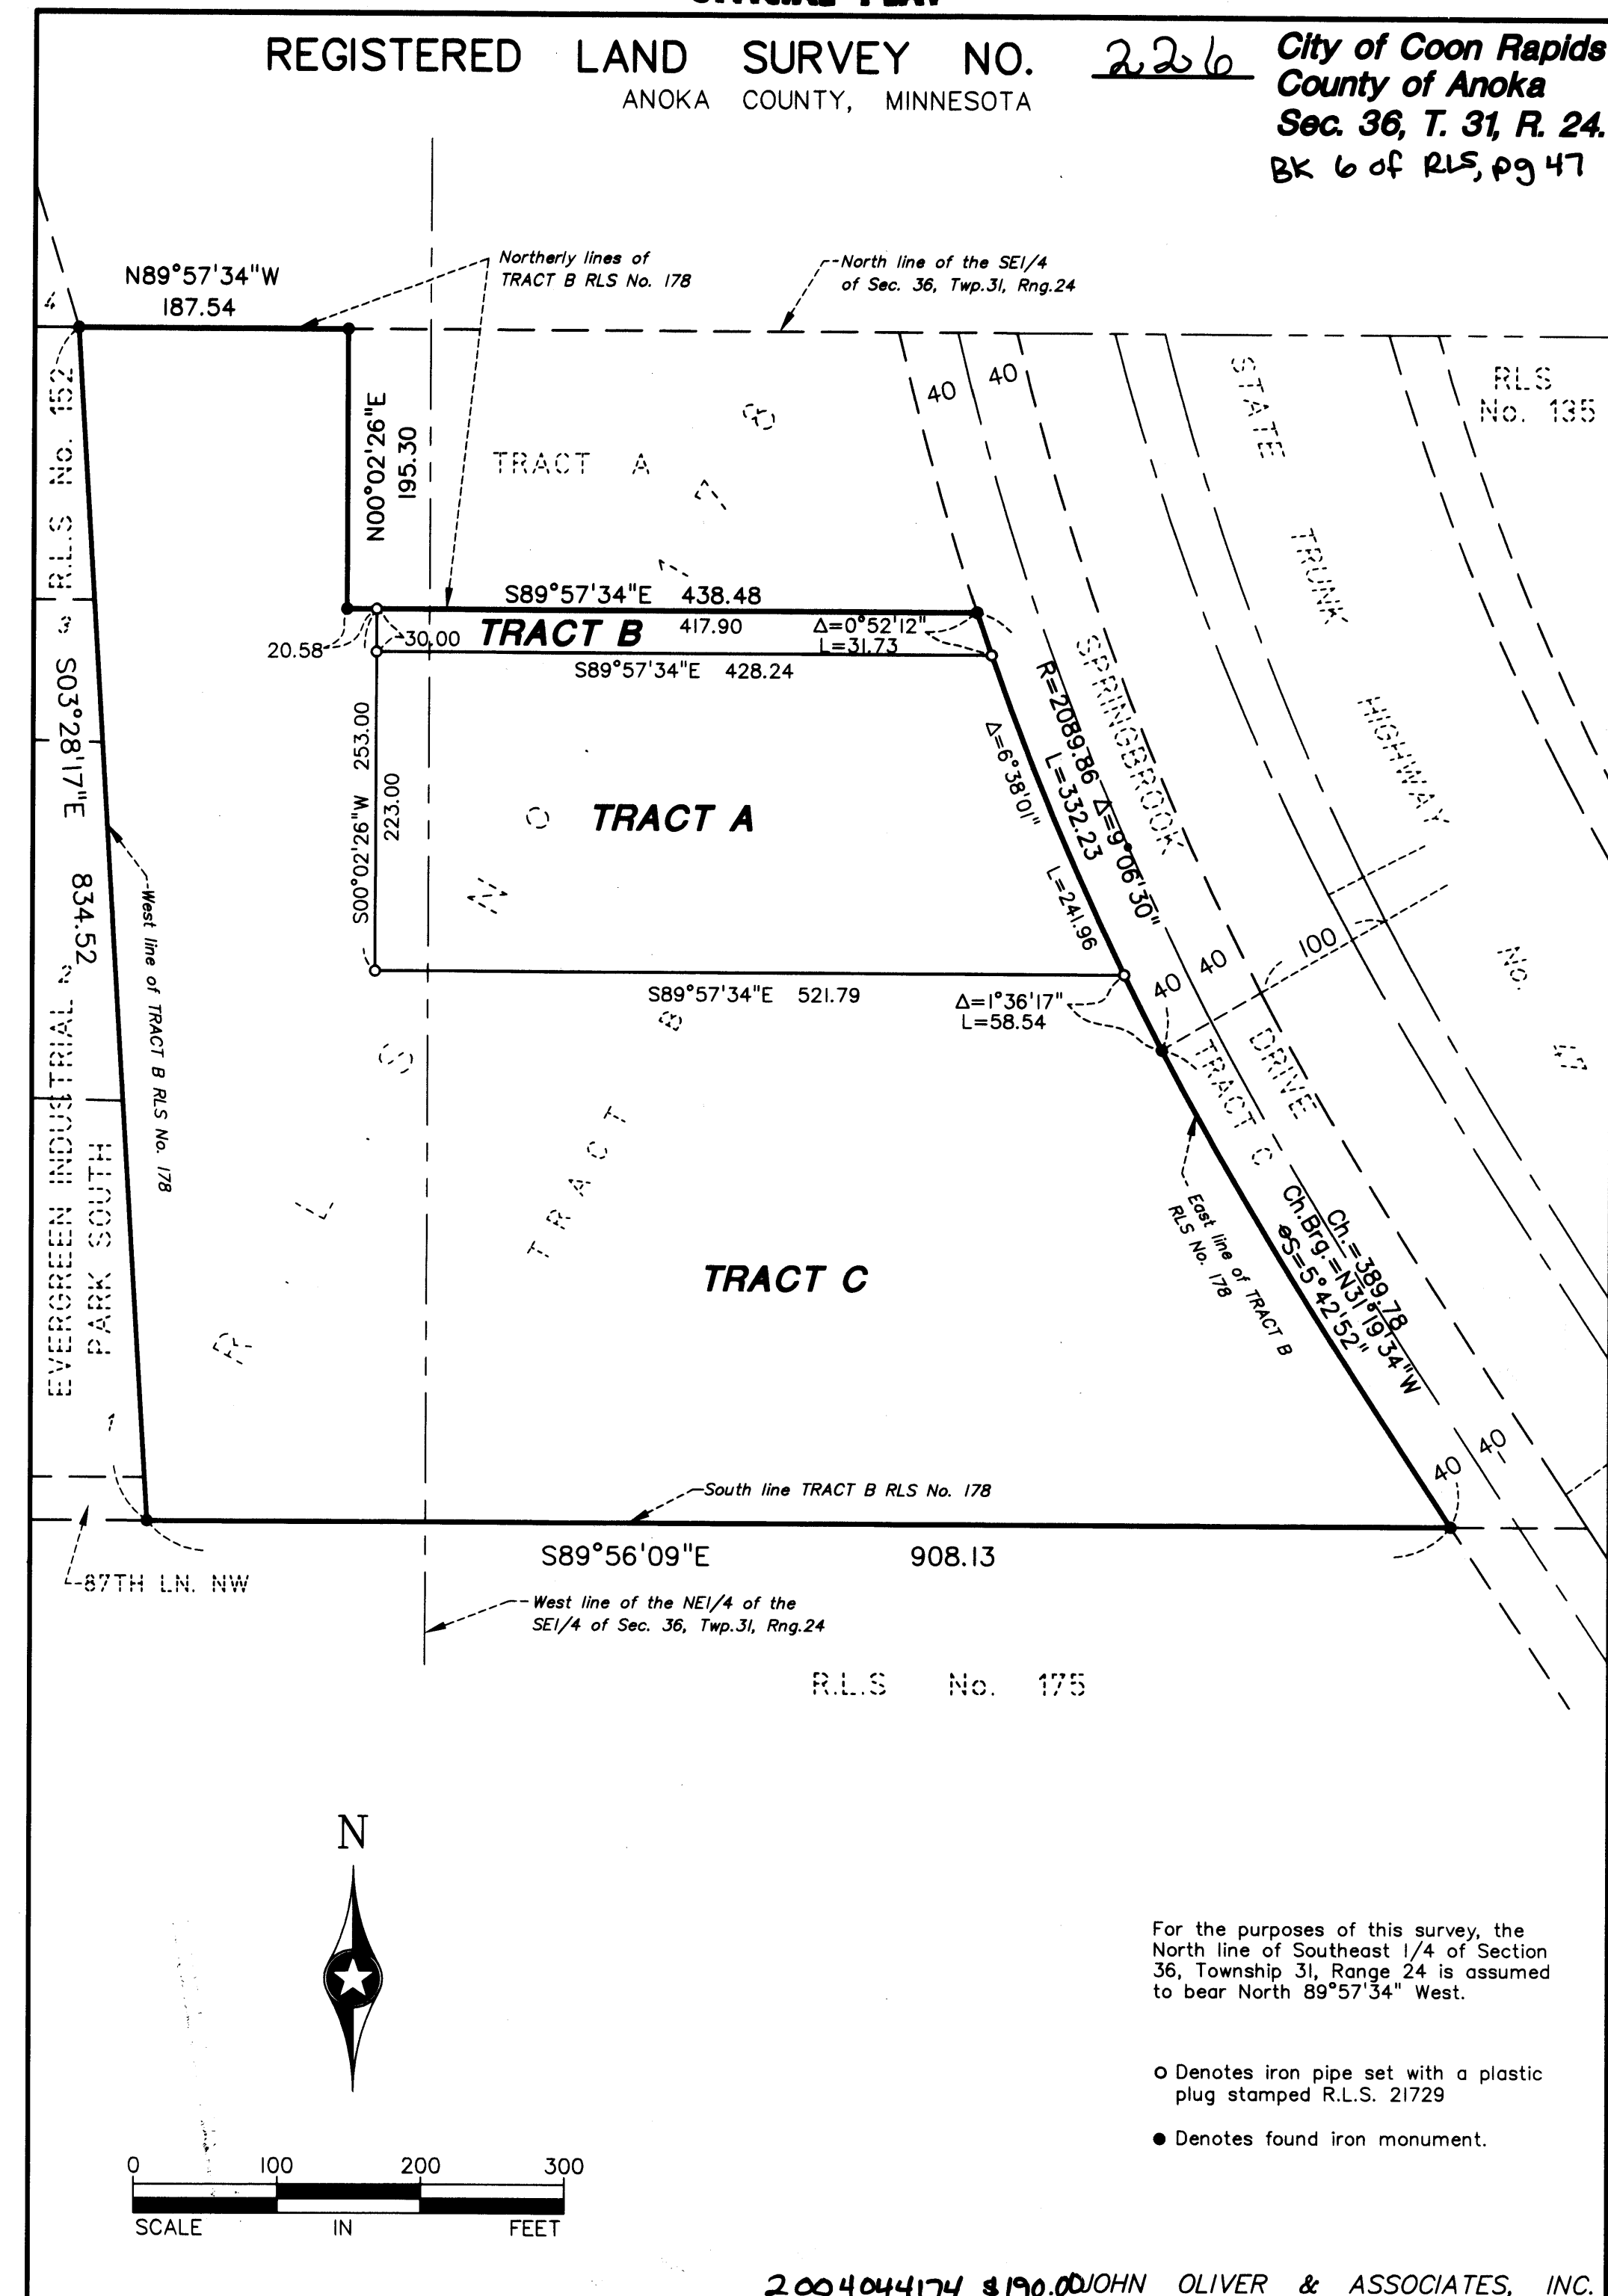 REGISTERED LAND SURVEY NO. 226
ANOKA COUNTY, MINNESOTA
City of Coon Rapids
County of Anoka
Sec. 36, T. 31, R. 24.
BK 6 of RLS, pg 47
N89°57'34"W
187.54
Northerly lines of
TRACT B RLS No. 178
North line of the SE1/4
of Sec. 36, Twp.31, Rng.24
4
RLS No. 152
N00°02'26"E
195.30
TRACT A
R L S NO 178
40
40
STATE TRUNK HIGHWAY No. 47
RLS
No. 135
S89°57'34"E 438.48
TRACT B
417.90
Δ=0°52'12"
L=31.73
20.58
30.00
S89°57'34"E 428.24
3
S03°28'17"E 834.52
S00°02'26"W 253.00
223.00
TRACT A
Δ=6°38'01"
L=241.96
R=2089.86 Δ=9°06'30"
L=332.23
SPRINGBROOK DRIVE
100
40
40
S89°57'34"E 521.79
Δ=1°36'17"
L=58.54
2
West line of TRACT B RLS No. 178
EVERGREEN INDUSTRIAL
PARK SOUTH
TRACT B
TRACT C
TRACT C
East line of TRACT B
RLS No. 178
Ch.=389.78
Ch.Brg.=N31°19'34"W
øS=5°42'52"
1
40
40
South line TRACT B RLS No. 178
S89°56'09"E 908.13
87TH LN. NW
West line of the NE1/4 of the
SE1/4 of Sec. 36, Twp.31, Rng.24
R.L.S No. 175
N
For the purposes of this survey, the
North line of Southeast 1/4 of Section
36, Township 31, Range 24 is assumed
to bear North 89°57'34" West.
Denotes iron pipe set with a plastic
plug stamped R.L.S. 21729
Denotes found iron monument.
0 100 200 300
SCALE IN FEET
2004044174 $190.00
JOHN OLIVER & ASSOCIATES, INC.